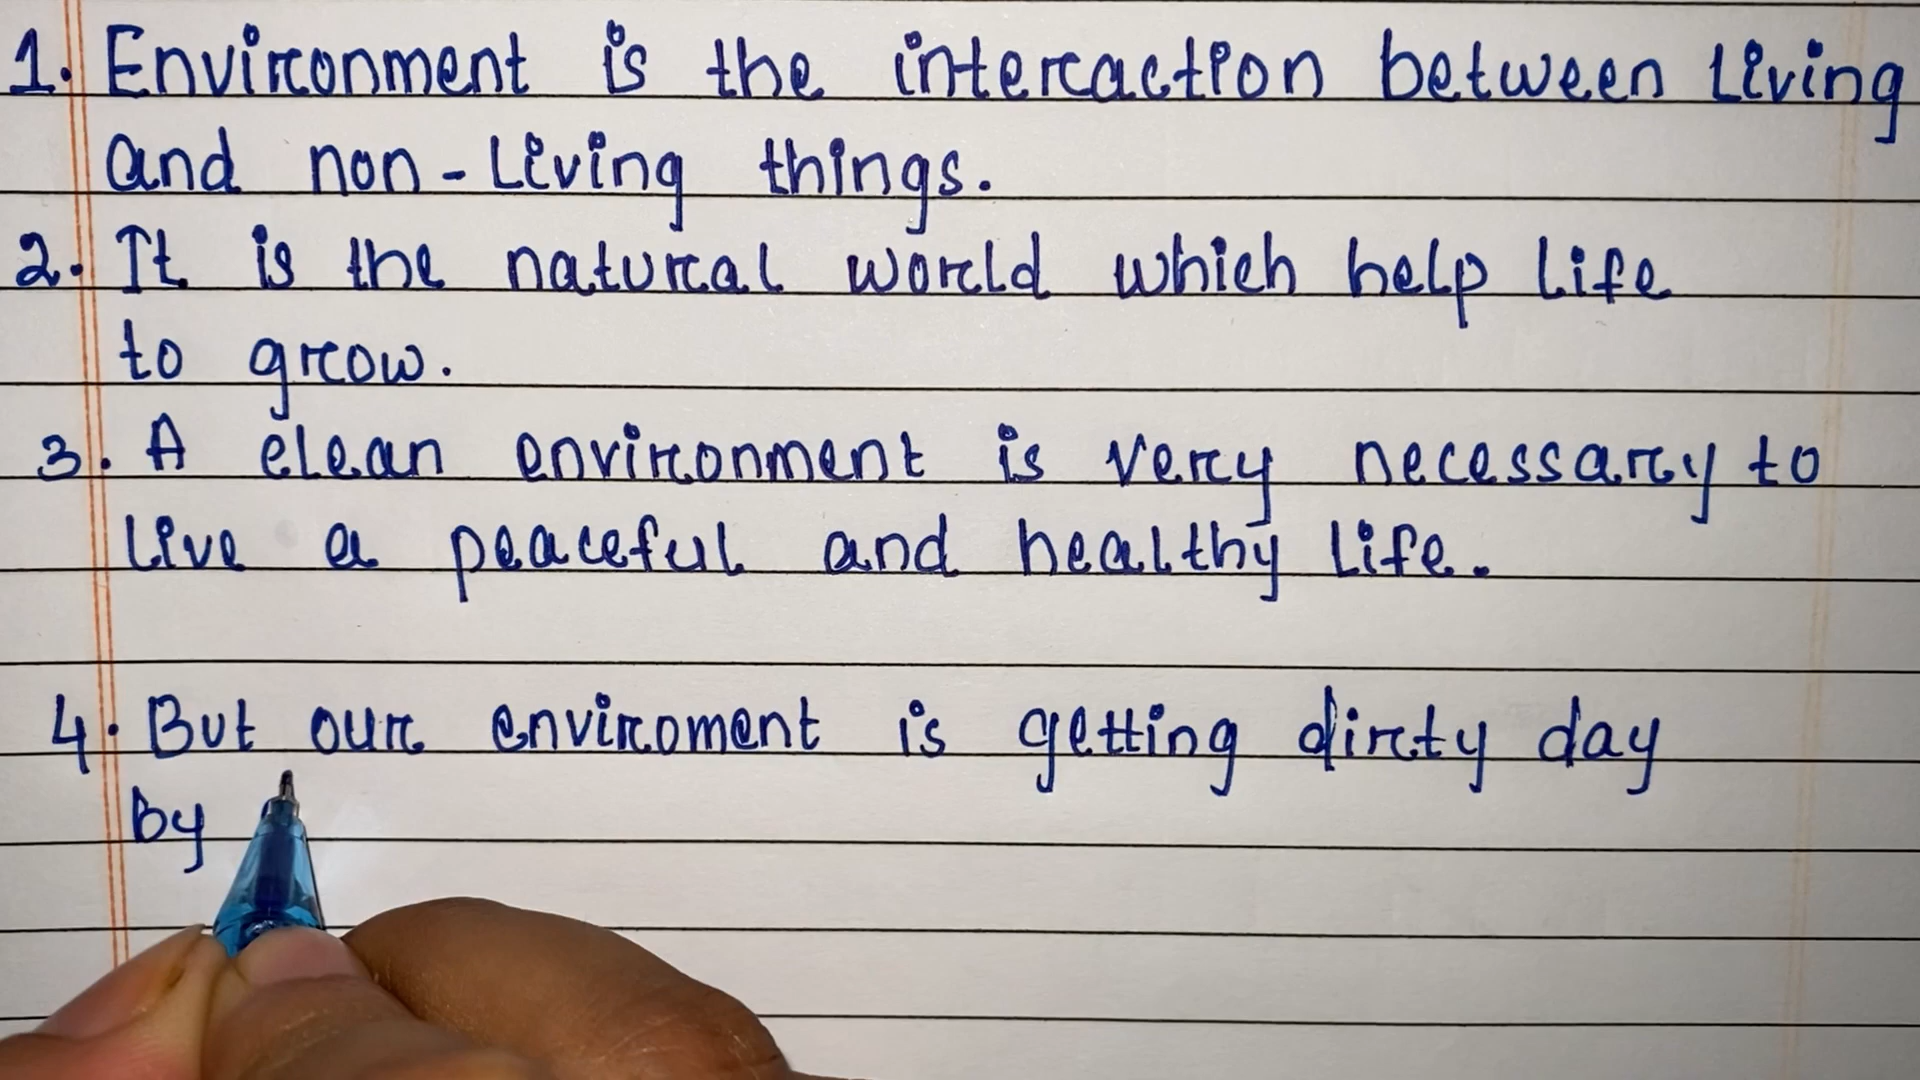 1. Environment is the interaction between living
and non-living things.
2. It is the natural world which help life
to grow.
3. A clean environment is very necessary to
live a peaceful and healthy life.
4. But our enviroment is getting dirty day
by